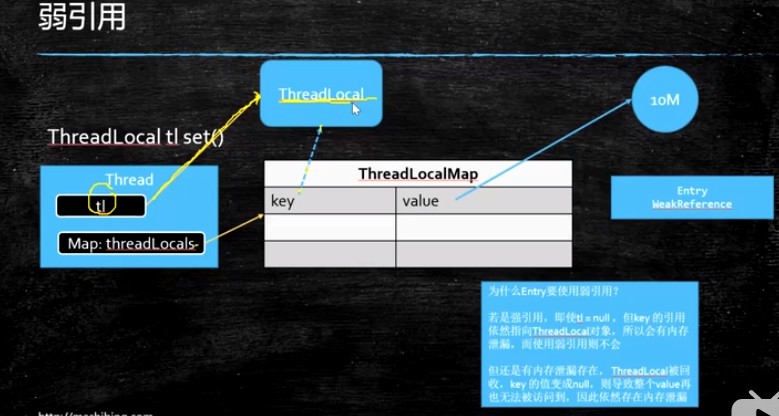 弱引用
ThreadLocal
10M
ThreadLocal tl set()
Thread
tl
Map: threadLocals
ThreadLocalMap
key
value
Entry
WeakReference
为什么Entry要使用弱引用？
若是强引用，即使tl = null，但key 的引用
依然指向ThreadLocal对象，所以会有内存
泄漏，而使用弱引用则不会
但还是有内存泄漏存在， ThreadLocal被回
收，key 的值变成null，则导致整个value再
也无法被访问到，因此依然存在内存泄漏